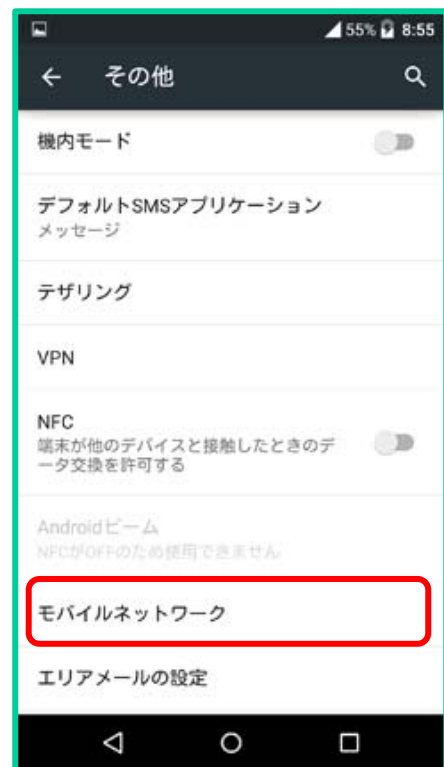 55% 8:55
その他
機内モード
デフォルトSMSアプリケーション
メッセージ
テザリング
VPN
NFC
端末が他のデバイスと接触したときのデ
ータ交換を許可する
Androidビーム
NFCがOFFのため使用できません
モバイルネットワーク
エリアメールの設定